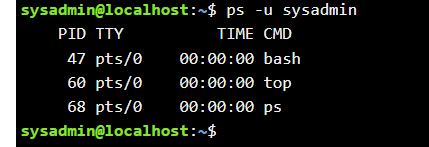 sysadmin@localhost:~$ ps -u sysadmin
PID TTY TIME CMD
47 pts/0 00:00:00 bash
60 pts/0 00:00:00 top
68 pts/0 00:00:00 ps
sysadmin@localhost:~$